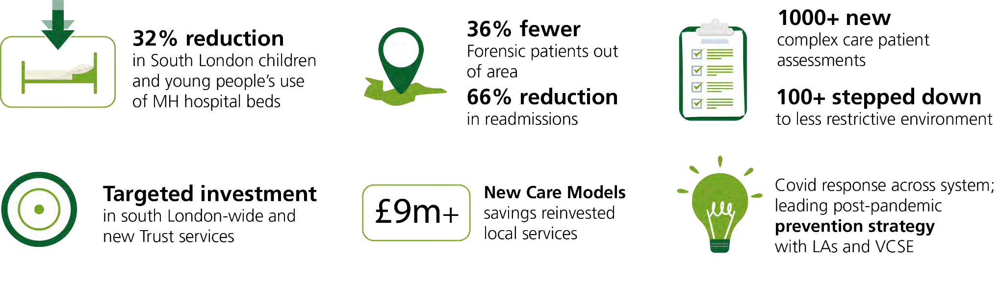 32% reduction
in South London children
and young people’s use
of MH hospital beds
36% fewer
Forensic patients out
of area
66% reduction
in readmissions
1000+ new
complex care patient
assessments
100+ stepped down
to less restrictive environment
Targeted investment
in south London-wide and
new Trust services
£9m+
New Care Models
savings reinvested
local services
Covid response across system;
leading post-pandemic
prevention strategy
with LAs and VCSE